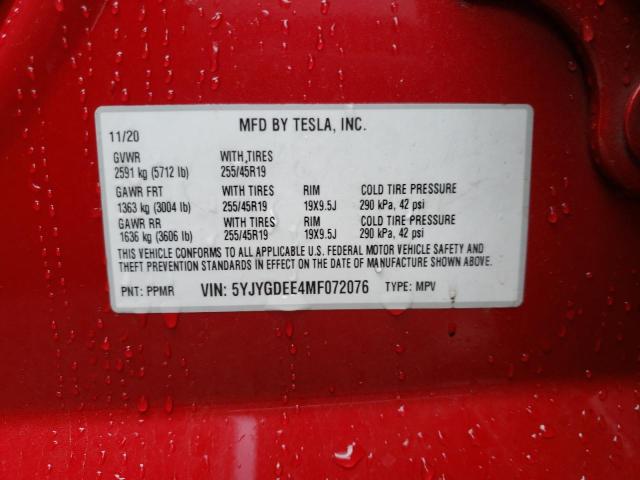 MFD BY TESLA, INC.
11/20
GVWR WITH TIRES
2591 kg (5712 lb) 255/45R19
GAWR FRT WITH TIRES RIM COLD TIRE PRESSURE
1363 kg (3004 lb) 255/45R19 19X9.5J 290 kPa, 42 psi
GAWR RR WITH TIRES RIM COLD TIRE PRESSURE
1636 kg (3606 lb) 255/45R19 19X9.5J 290 kPa, 42 psi
THIS VEHICLE CONFORMS TO ALL APPLICABLE U.S. FEDERAL MOTOR VEHICLE SAFETY AND
THEFT PREVENTION STANDARDS IN EFFECT ON THE DATE OF MANUFACTURE SHOWN ABOVE.
PNT: PPMR VIN: 5YJYGDEE4MF072076 TYPE: MPV